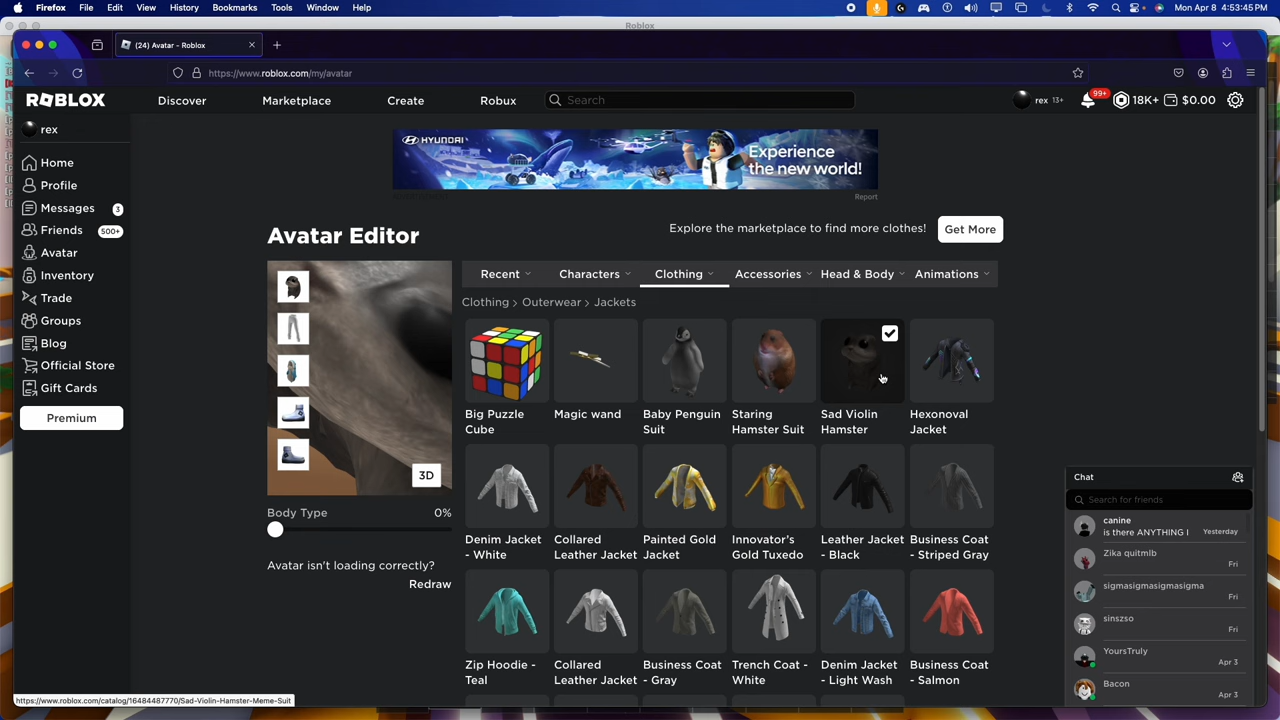 Firefox File Edit View History Bookmarks Tools Window Help
Mon Apr 8 4:53:45 PM
Roblox
(24) Avatar - Roblox
https://www.roblox.com/my/avatar
ROBLOX Discover Marketplace Create Robux Search rex 13+ 99+ 18K+ $0.00
rex
Home
Profile
Messages 3
Friends 500+
Avatar
Inventory
Trade
Groups
Blog
Official Store
Gift Cards
Premium
HYUNDAI
Experience
the new world!
Report
Avatar Editor
Explore the marketplace to find more clothes! Get More
3D
Body Type 0%
Avatar isn't loading correctly?
Redraw
Recent Characters Clothing Accessories Head & Body Animations
Clothing > Outerwear > Jackets
Big Puzzle
Cube
Magic wand
Baby Penguin
Suit
Staring
Hamster Suit
Sad Violin
Hamster
Hexonoval
Jacket
Denim Jacket
- White
Collared
Leather Jacket
Painted Gold
Jacket
Innovator's
Gold Tuxedo
Leather Jacket
- Black
Business Coat
- Striped Gray
Zip Hoodie -
Teal
Collared
Leather Jacket
Business Coat
- Gray
Trench Coat -
White
Denim Jacket
- Light Wash
Business Coat
- Salmon
Chat
Search for friends
canine
is there ANYTHING I Yesterday
Zika quitmlb
Fri
sigmasigmasigmasigma
Fri
sinszso
Fri
YoursTruly
Apr 3
Bacon
Apr 3
https://www.roblox.com/catalog/16484487770/Sad-Violin-Hamster-Meme-Suit